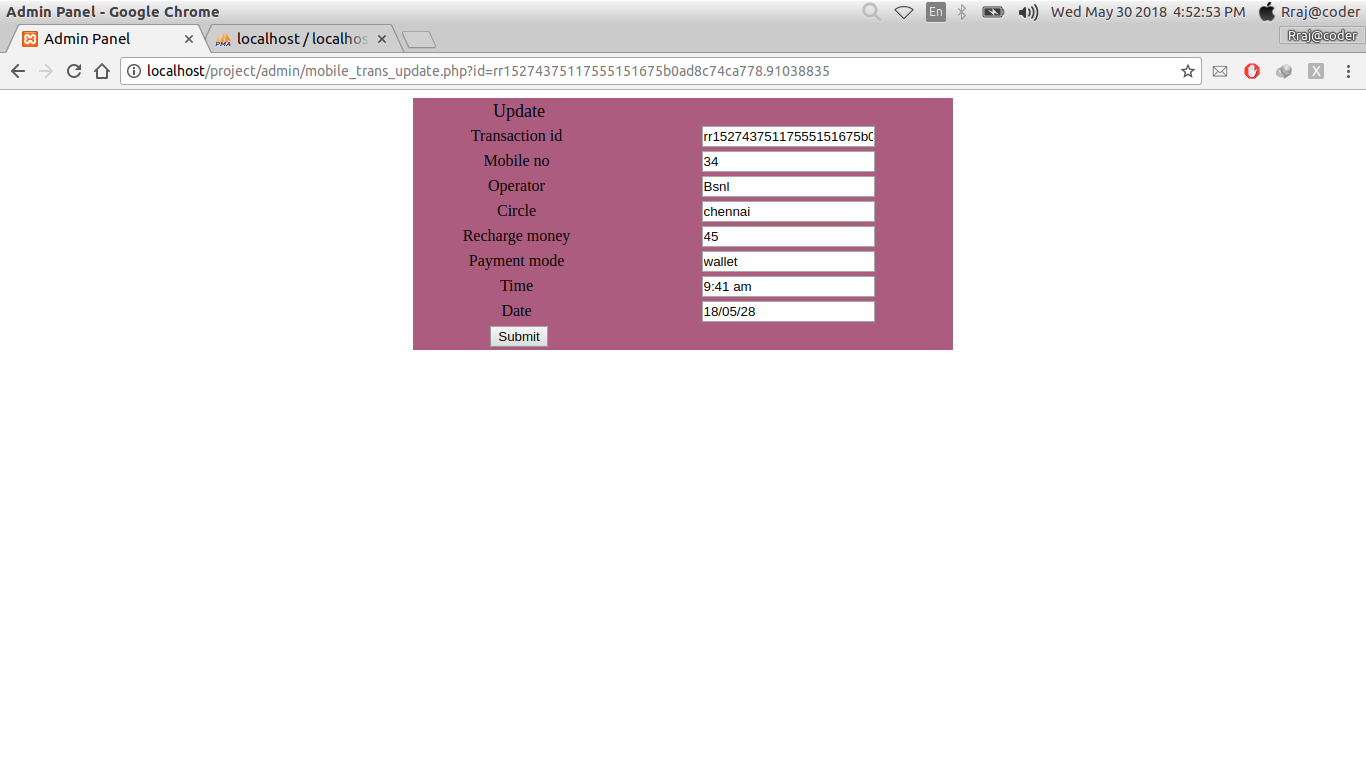 Admin Panel - Google Chrome
En
Wed May 30 2018 4:52:53 PM
Rraj@coder
Admin Panel
PMA
localhost / localhos
Rraj@coder
localhost/project/admin/mobile_trans_update.php?id=rr15274375117555151675b0ad8c74ca778.91038835
X
Update
Transaction id rr15274375117555151675b0
Mobile no 34
Operator Bsnl
Circle chennai
Recharge money 45
Payment mode wallet
Time 9:41 am
Date 18/05/28
Submit